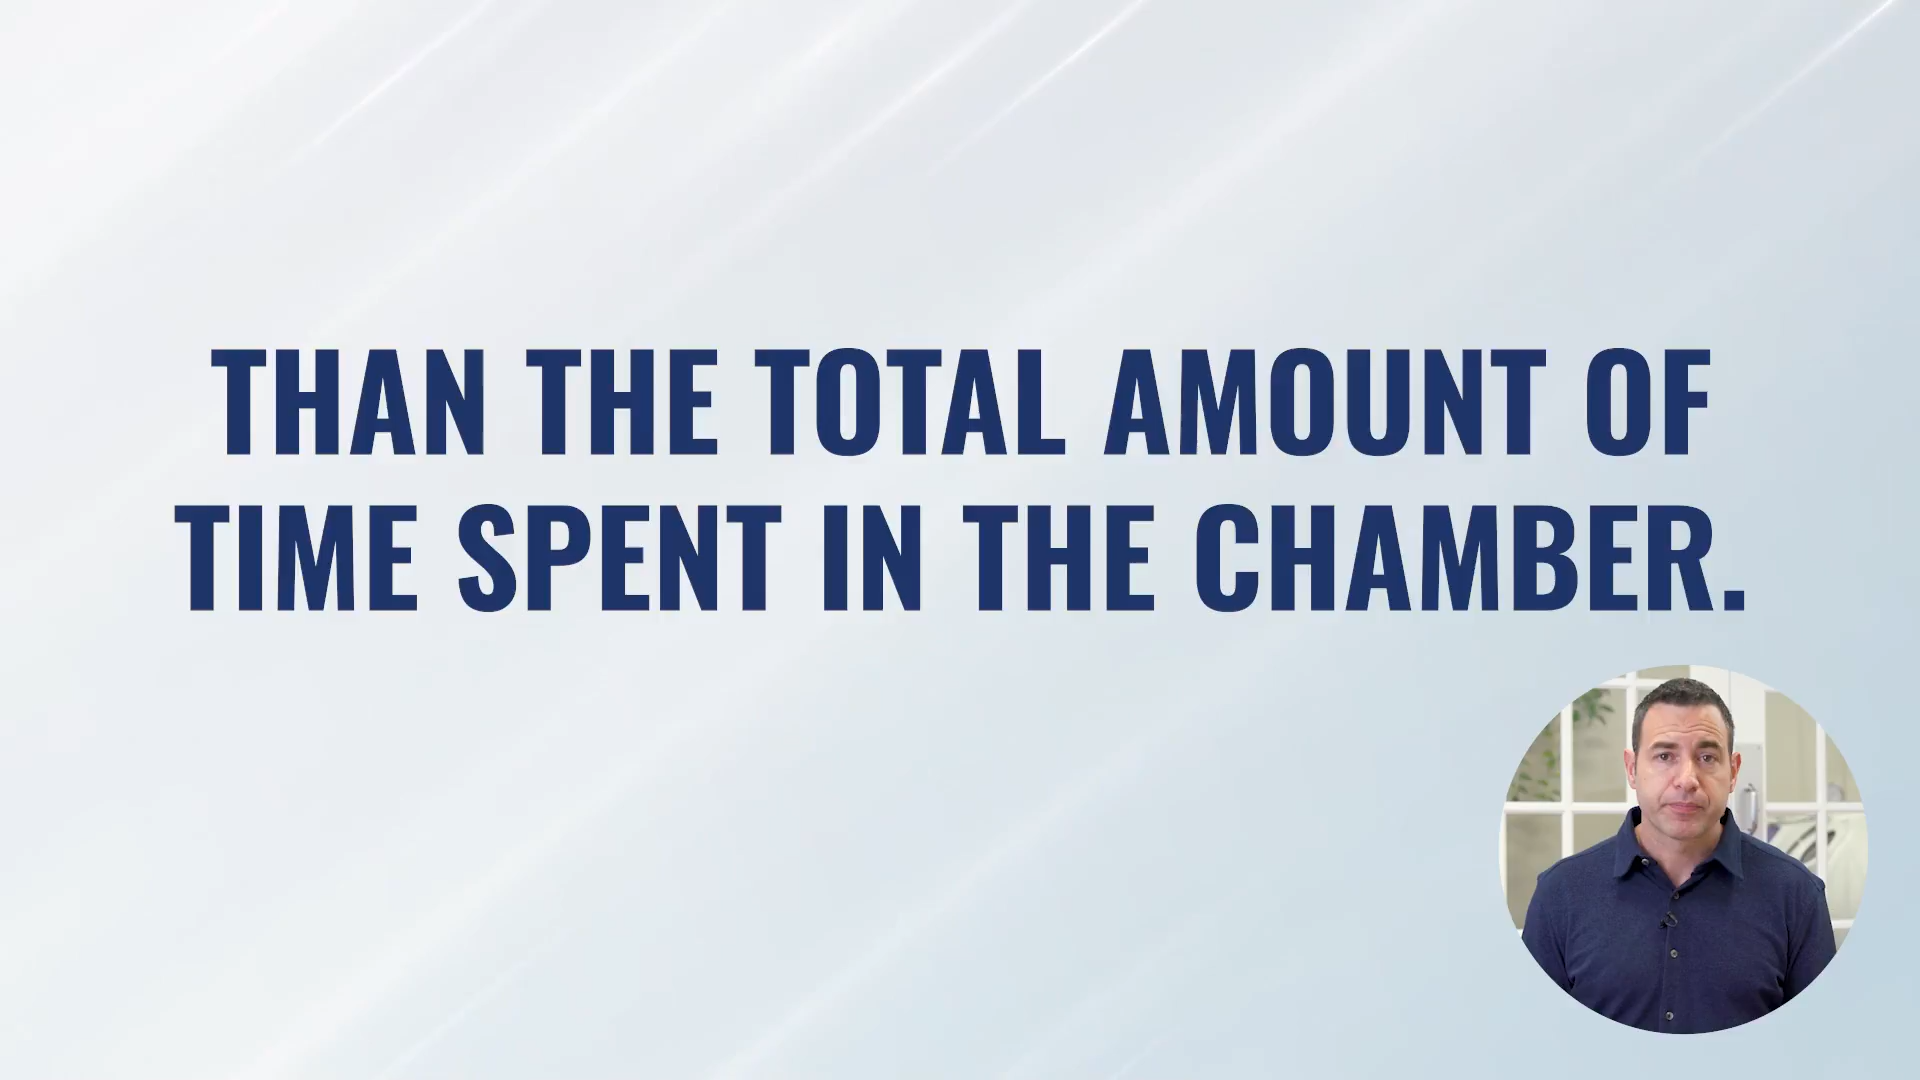 THAN THE TOTAL AMOUNT OF
TIME SPENT IN THE CHAMBER.